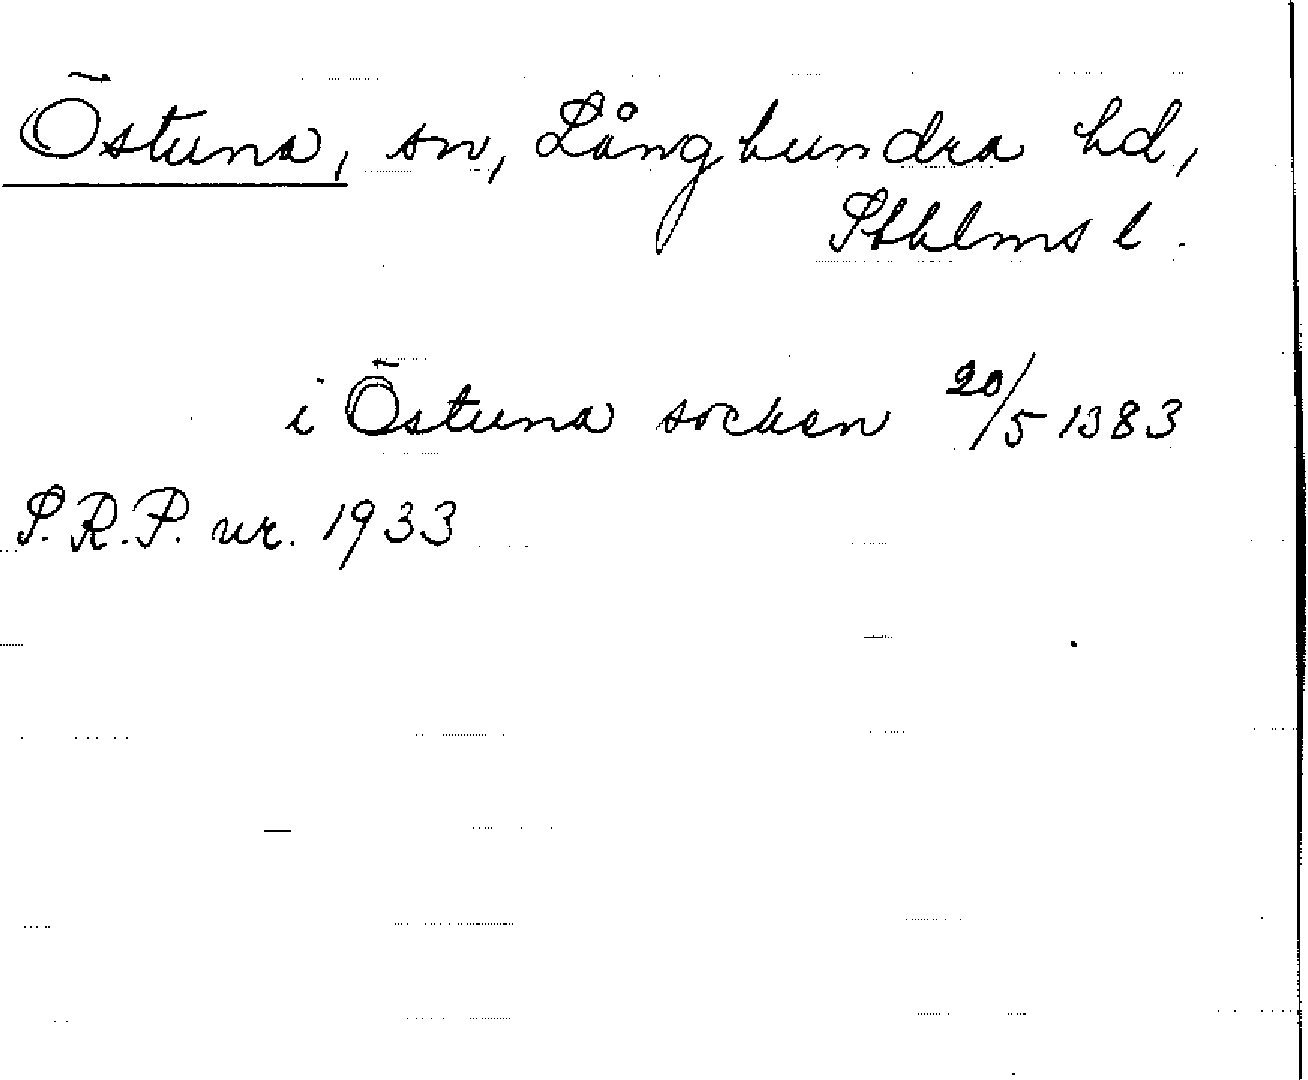 Östuna, sn, Långhundra hd,
Sthlms l.
i Östuna socken 20/5 1383
S.R.P. nr. 1933